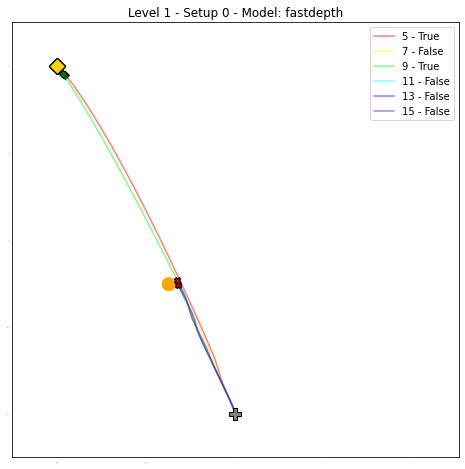 Level 1 - Setup 0 - Model: fastdepth
5 - True
7 - False
9 - True
11 - False
13 - False
15 - False